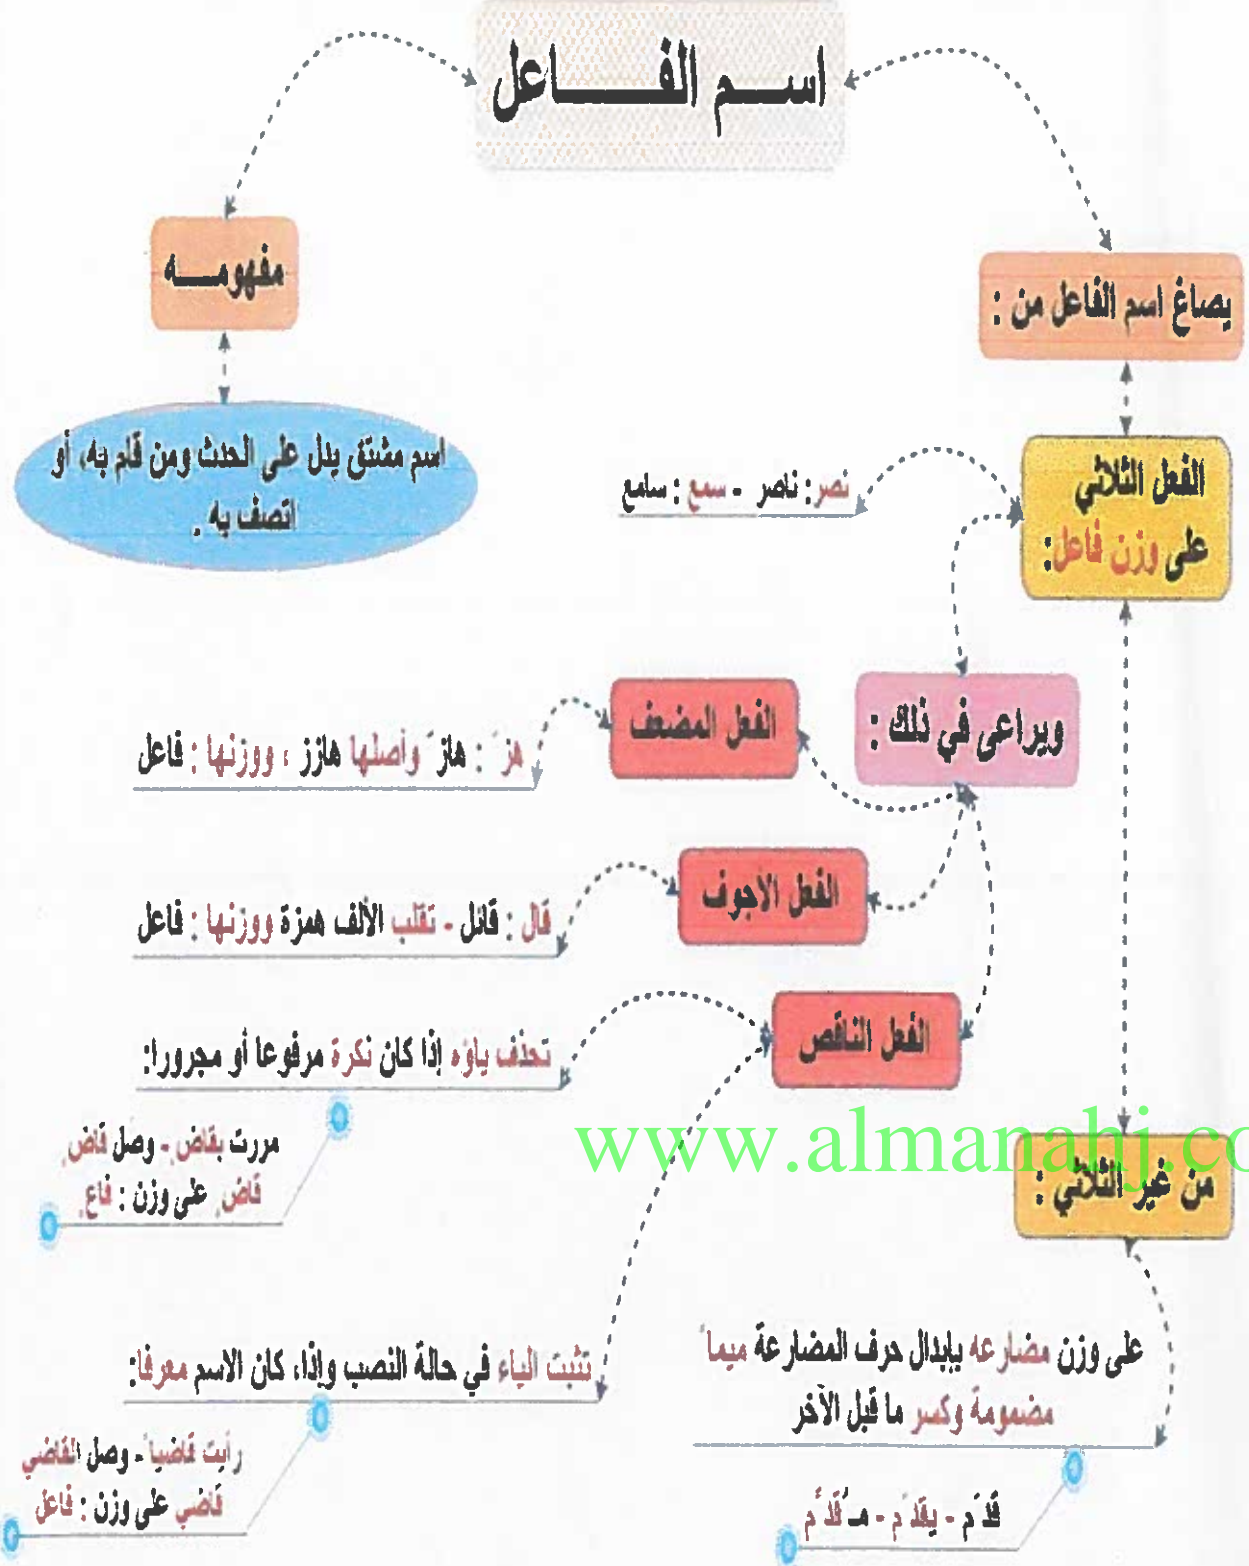 اسم الفاعل
مفهومه
اسم مشتق يدل على الحدث ومن قام به، أو
اتصف به .
يصاغ اسم الفاعل من :
الفعل الثلاثي
على وزن فاعل:
نصر: ناصر - سمع : سامع
ويراعى في ذلك :
الفعل المضعف
هزَّ : هازّ وأصلها هازز ، ووزنها : فاعل
الفعل الأجوف
قال : قائل - تقلب الألف همزة ووزنها : فاعل
الفعل الناقص
تحذف ياؤه إذا كان نكرة مرفوعا أو مجرورا:
مررت بقاضٍ - وصل قاضٍ
قاضٍ على وزن : فاعٍ
تثبت الياء في حالة النصب وإذا كان الاسم معرفا:
رأيت قاضياً - وصل القاضي
قاضي على وزن : فاعل
من غير الثلاثي :
على وزن مضارعه بإبدال حرف المضارعة ميماً
مضمومة وكسر ما قبل الآخر
قدَّم - يقدِّم - مُقدِّم
www.almanahj.co